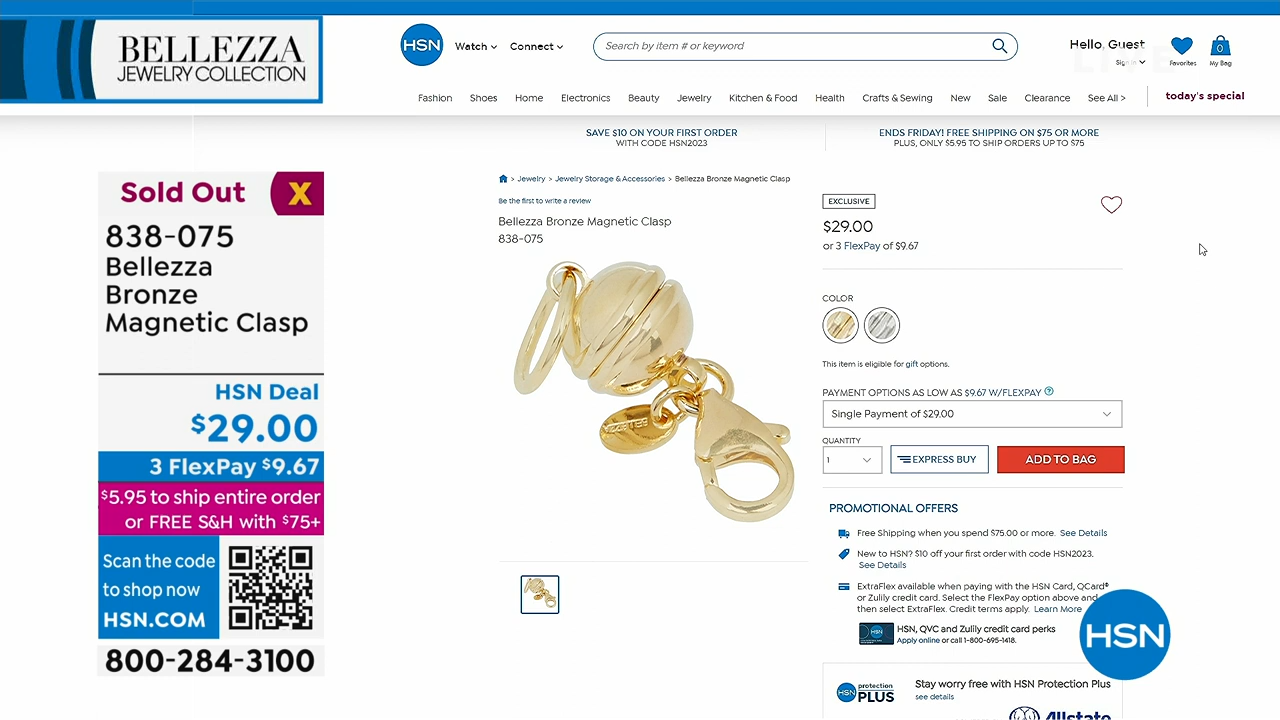 BELLEZZA
JEWELRY COLLECTION
HSN
Watch
Connect
Search by item # or keyword
Hello, Guest
Sign In
LIVE
Favorites
0
My Bag
Fashion
Shoes
Home
Electronics
Beauty
Jewelry
Kitchen & Food
Health
Crafts & Sewing
New
Sale
Clearance
See All >
today's special
SAVE $10 ON YOUR FIRST ORDER
WITH CODE HSN2023
ENDS FRIDAY! FREE SHIPPING ON $75 OR MORE
PLUS, ONLY $5.95 TO SHIP ORDERS UP TO $75
Sold Out
X
838-075
Bellezza
Bronze
Magnetic Clasp
HSN Deal
$29.00
3 FlexPay $9.67
$5.95 to ship entire order
or FREE S&H with $75+
Scan the code
to shop now
HSN.COM
800-284-3100
> Jewelry > Jewelry Storage & Accessories > Bellezza Bronze Magnetic Clasp
Be the first to write a review
Bellezza Bronze Magnetic Clasp
838-075
BELLEZZA
EXCLUSIVE
$29.00
or 3 FlexPay of $9.67
COLOR
This item is eligible for gift options.
PAYMENT OPTIONS AS LOW AS $9.67 W/FLEXPAY ?
Single Payment of $29.00
QUANTITY
1
EXPRESS BUY
ADD TO BAG
PROMOTIONAL OFFERS
Free Shipping when you spend $75.00 or more. See Details
New to HSN? $10 off your first order with code HSN2023.
See Details
ExtraFlex available when paying with the HSN Card, QCard®
or Zulily credit card. Select the FlexPay option above and
then select ExtraFlex. Credit terms apply. Learn More
HSN
HSN, QVC and Zulily credit card perks
Apply online or call 1-800-695-1418.
HSN
HSN
protection
PLUS
Stay worry free with HSN Protection Plus
see details
Allstate